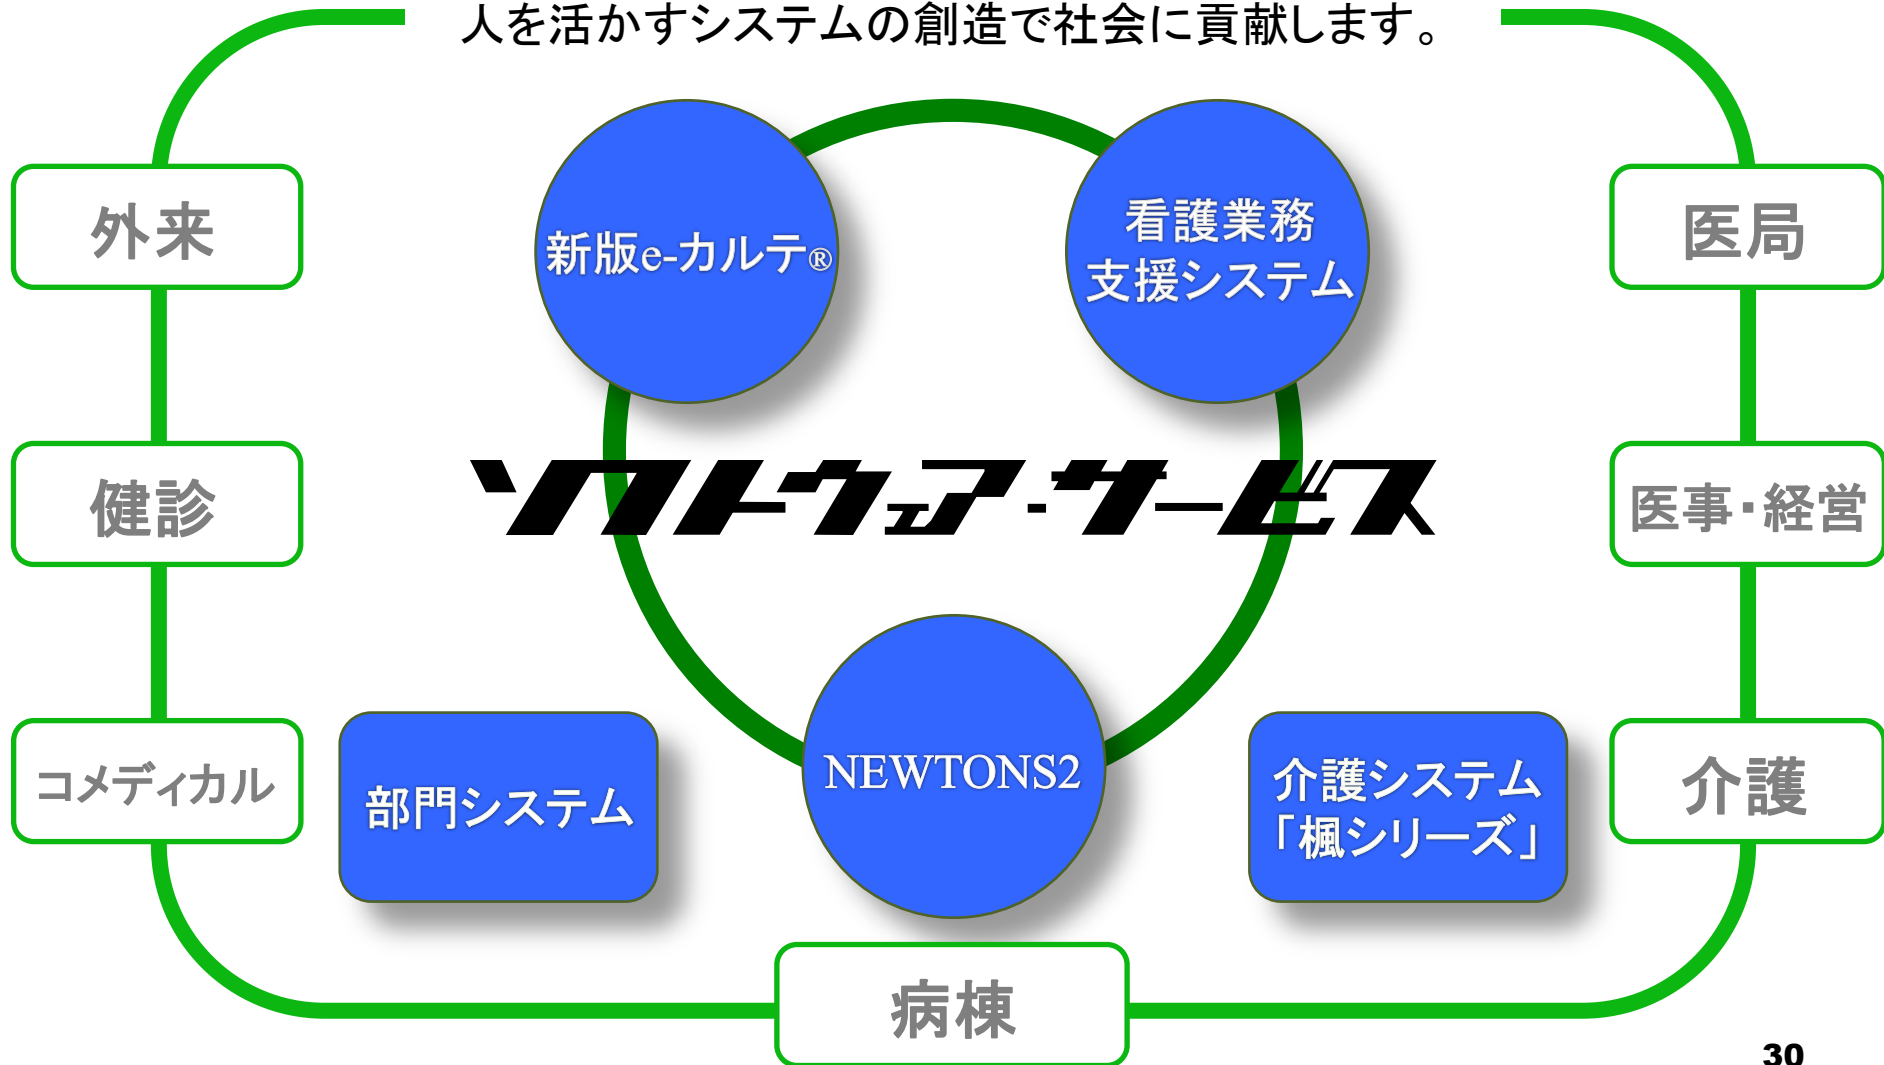 人を活かすシステムの創造で社会に貢献します。
新版e-カルテ®
看護業務
支援システム
外来
医局
ソフトウェア・サービス
健診
医事・経営
コメディカル
部門システム
NEWTONS2
介護システム
「楓シリーズ」
介護
病棟
30